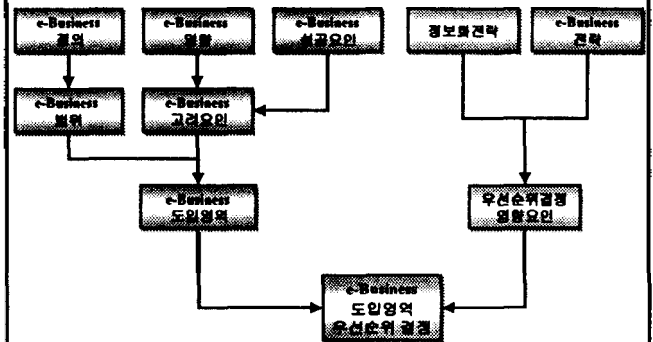 e-Business
정의
e-Business
영향
e-Business
성공요인
정보화전략
e-Business
전략
e-Business
범위
e-Business
고려요인
e-Business
도입영역
우선순위결정
영향요인
e-Business
도입영역
우선순위 결정